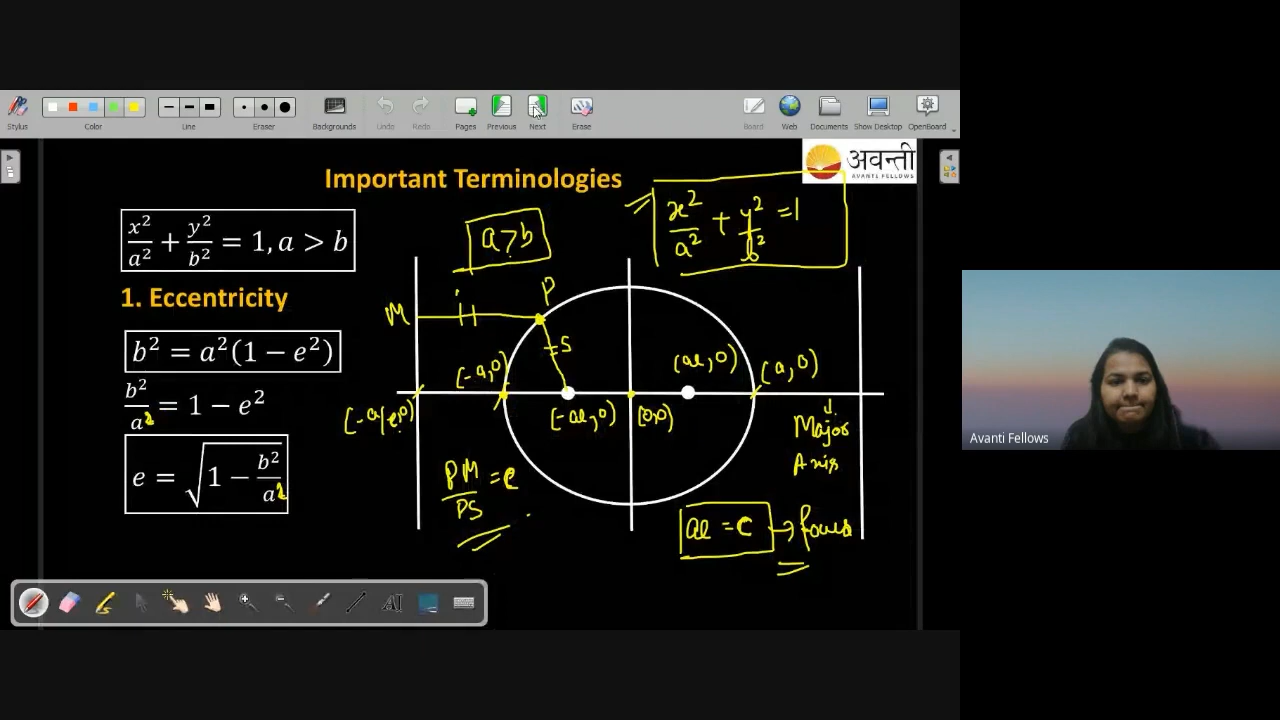 Stylus
Color
Line
Eraser
Backgrounds
Undo
Redo
Pages
Previous
Next
Erase
Board
Web
Documents
Show Desktop
OpenBoard
Important Terminologies
अवन्ती
AVANTI FELLOWS
x²/a² + y²/b² = 1, a > b
a > b
x²/a² + y²/b² = 1
1. Eccentricity
b² = a²(1 − e²)
b²/a² = 1 − e²
e = √(1 − b²/a²)
M
P
S
(-a,0)
(ae,0)
(a,0)
(-a/e,0)
(-ae,0)
(0,0)
Major
Axis
PM/PS = e
ae = c → focus
Avanti Fellows